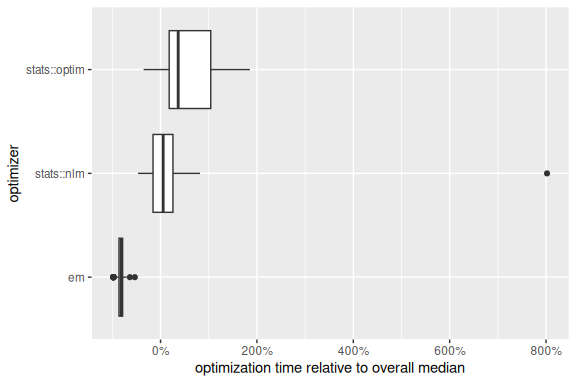 optimizer
stats::optim
stats::nlm
em
0%
200%
400%
600%
800%
optimization time relative to overall median